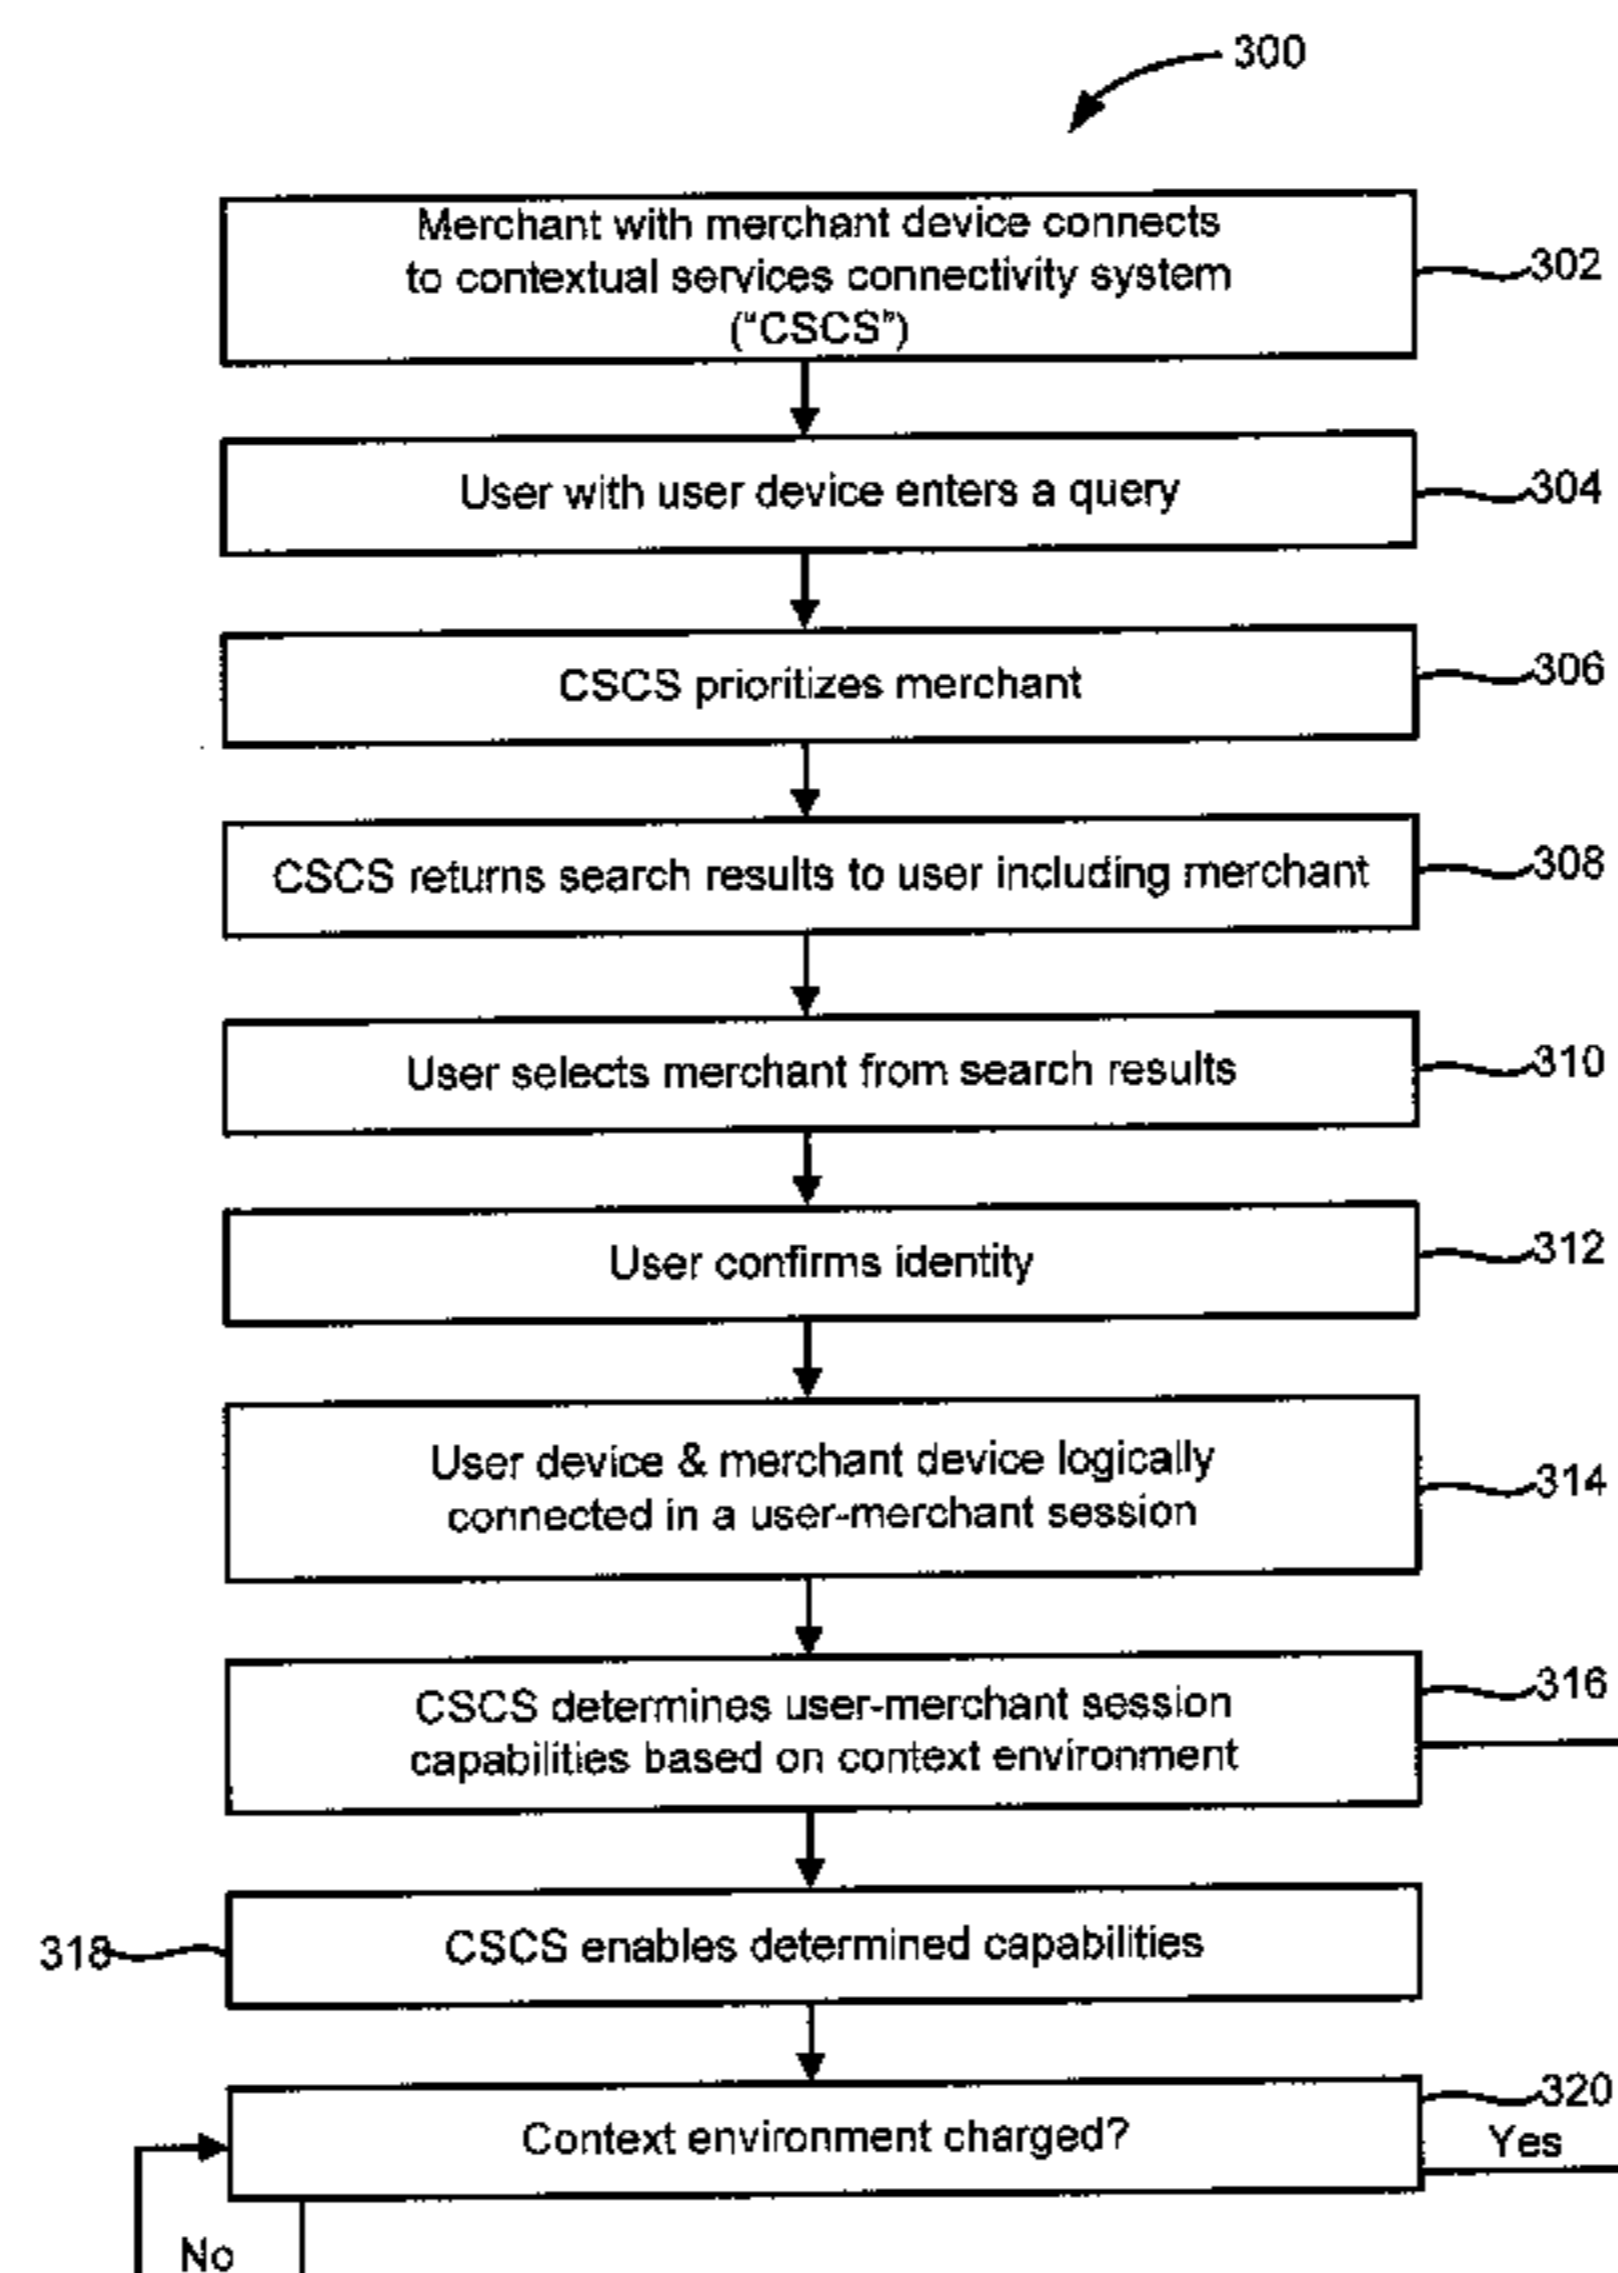 300
Merchant with merchant device connects
to contextual services connectivity system
("CSCS")
302
User with user device enters a query
304
CSCS prioritizes merchant
306
CSCS returns search results to user including merchant
308
User selects merchant from search results
310
User confirms identity
312
User device & merchant device logically
connected in a user-merchant session
314
CSCS determines user-merchant session
capabilities based on context environment
316
318
CSCS enables determined capabilities
320
Context environment charged?
Yes
No